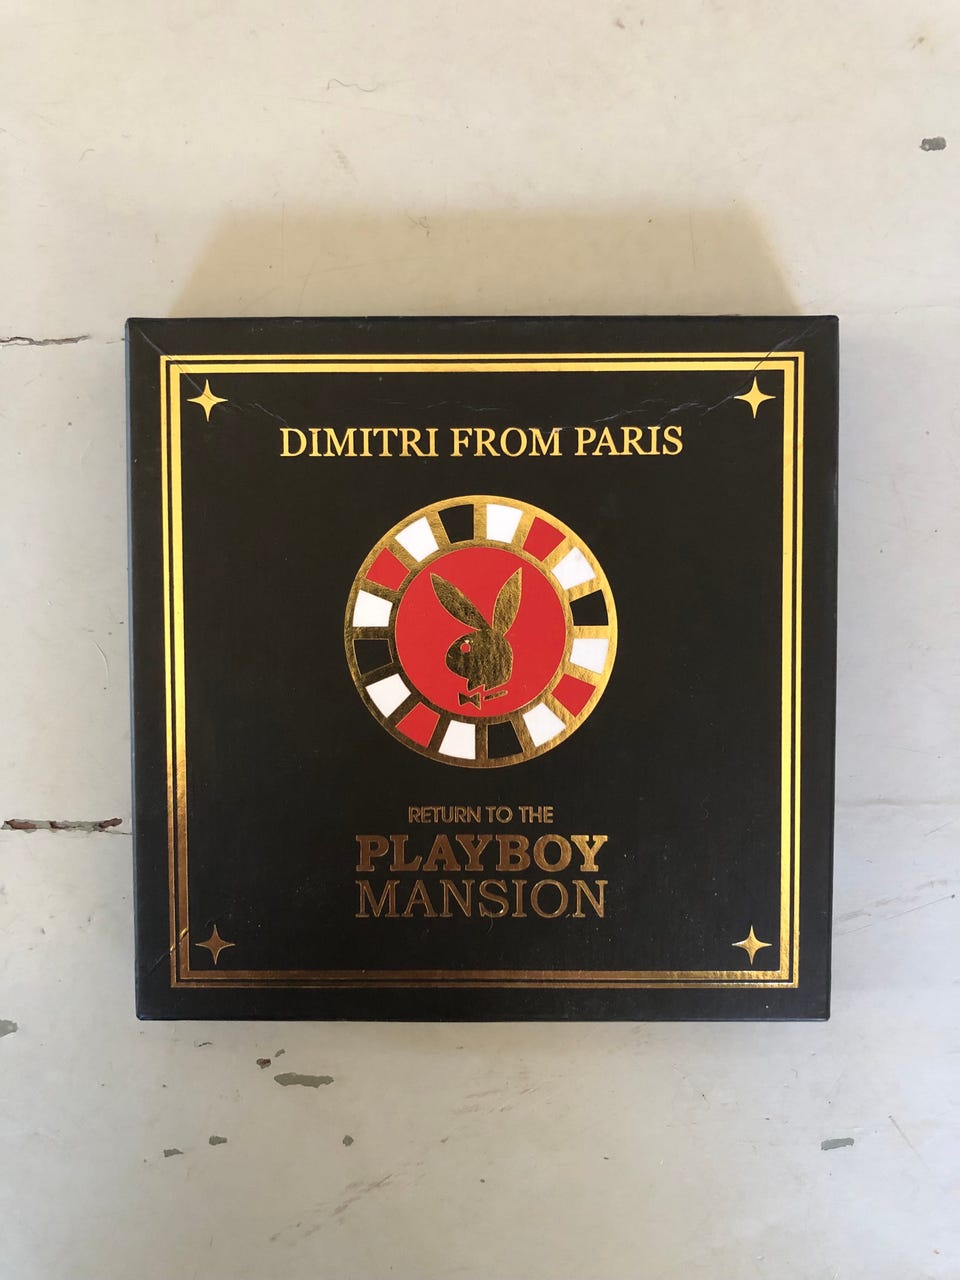 DIMITRI FROM PARIS
RETURN TO THE
PLAYBOY
MANSION